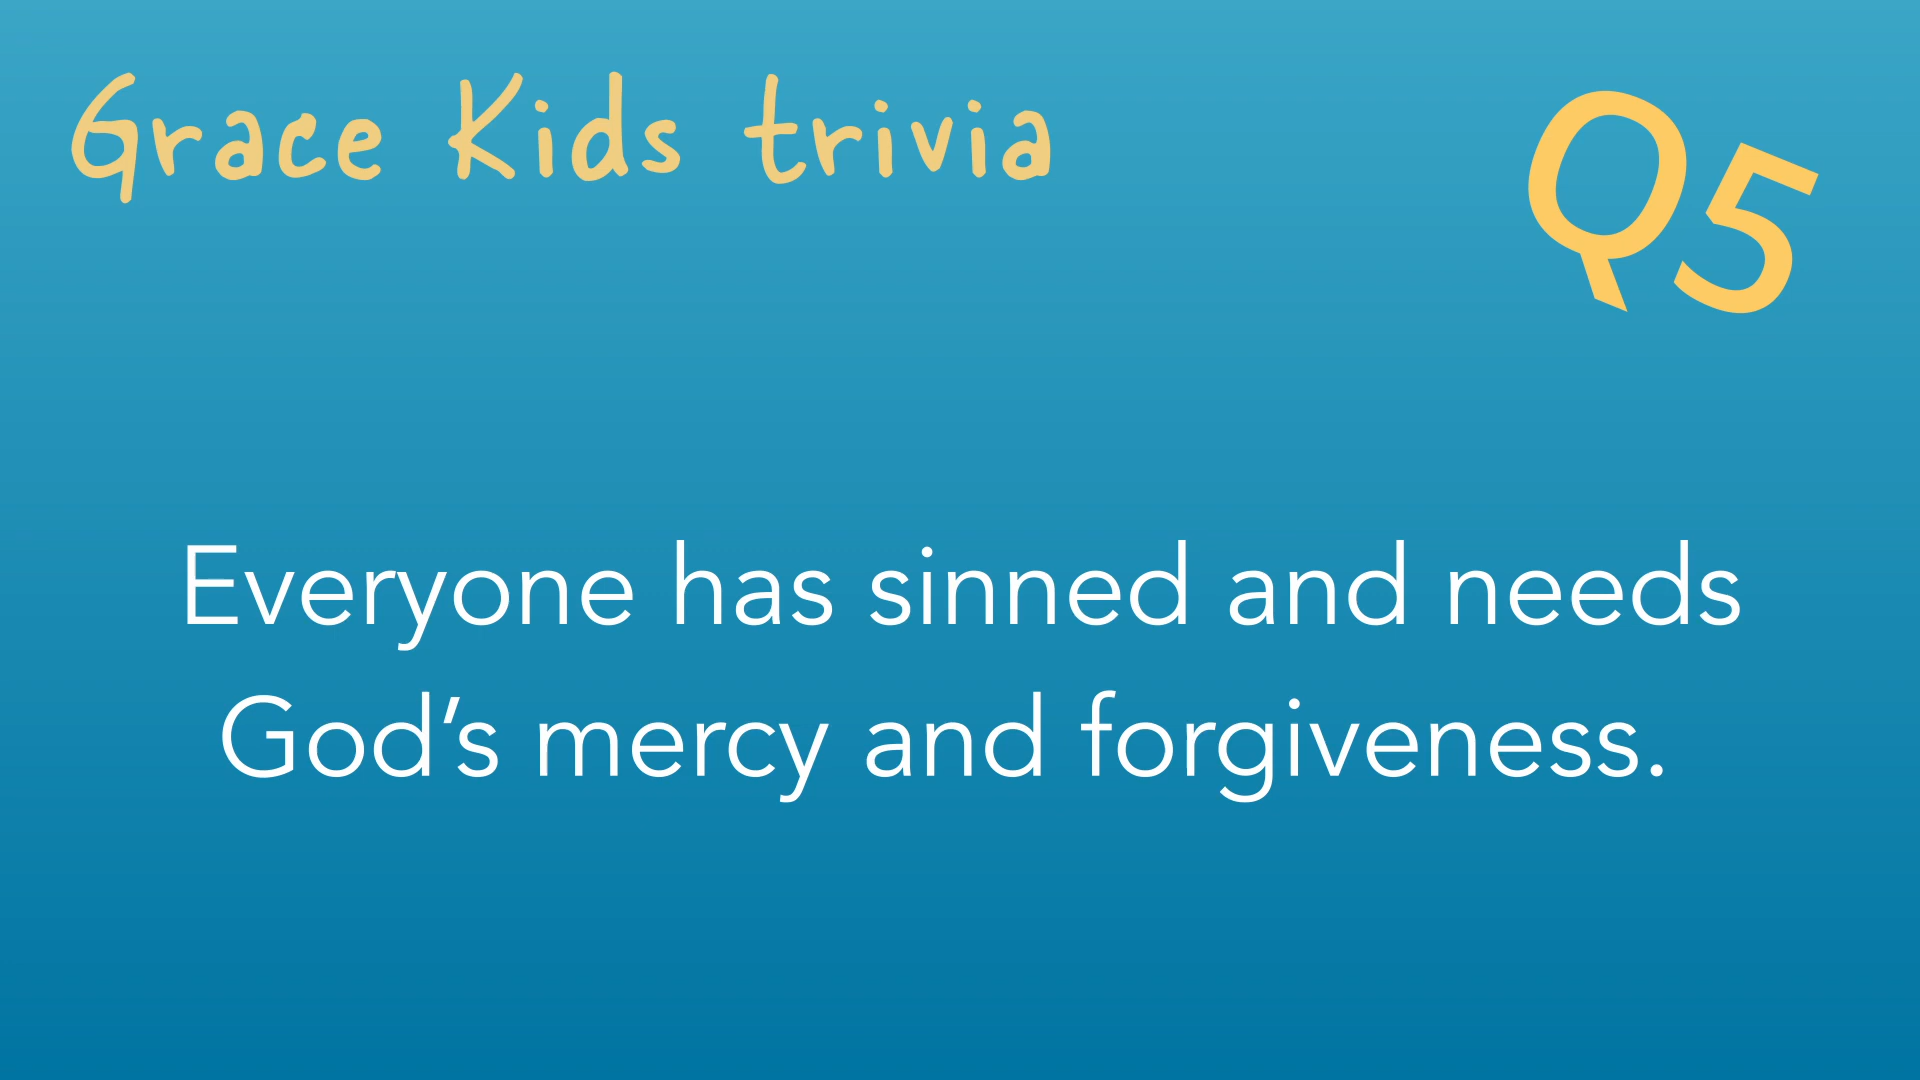 Grace Kids trivia
Q5
Everyone has sinned and needs
God’s mercy and forgiveness.